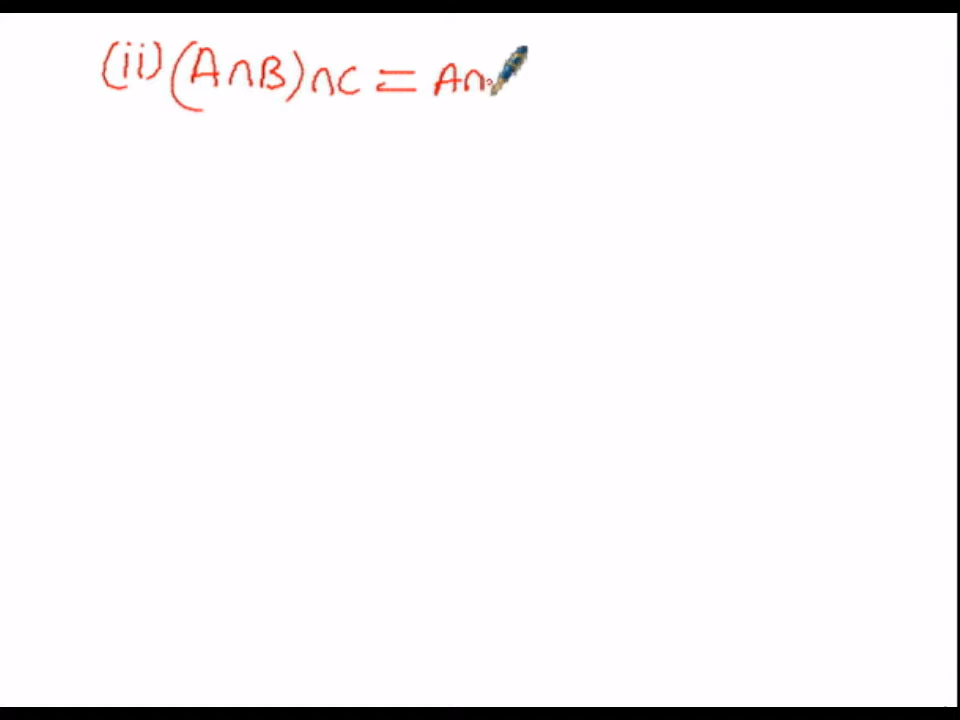 (ii) (A∩B)∩C = A∩